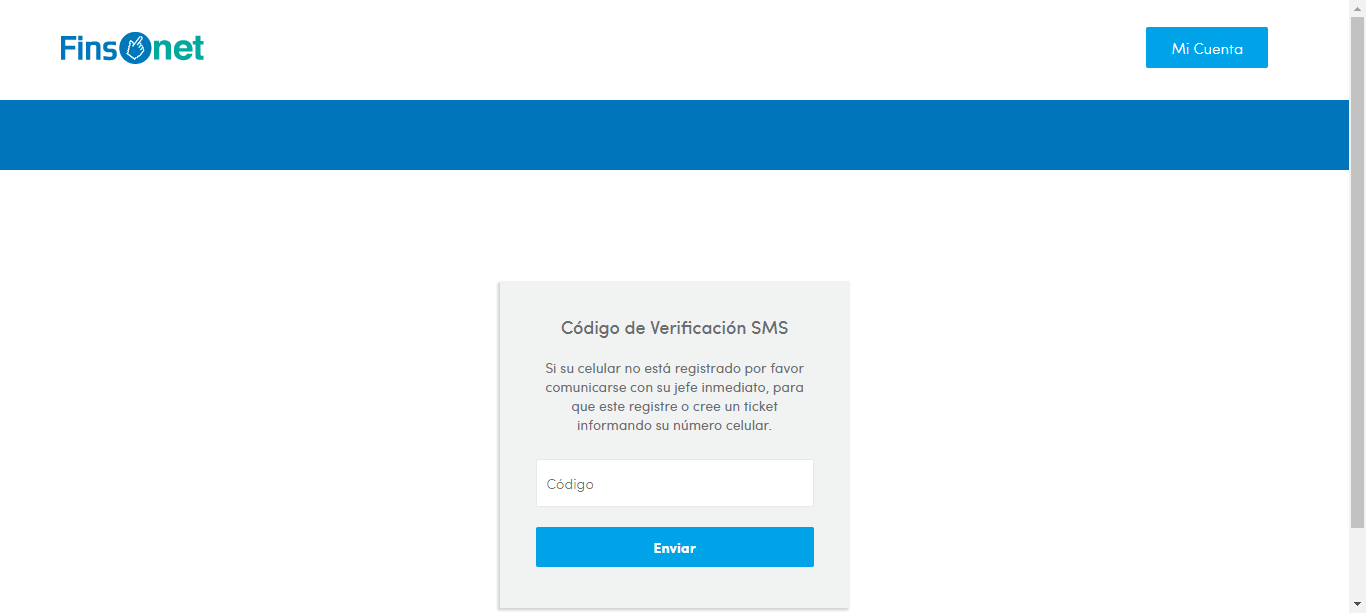 Finsonet
Mi Cuenta
Código de Verificación SMS
Si su celular no está registrado por favor
comunicarse con su jefe inmediato, para
que este registre o cree un ticket
informando su número celular.
Código
Enviar